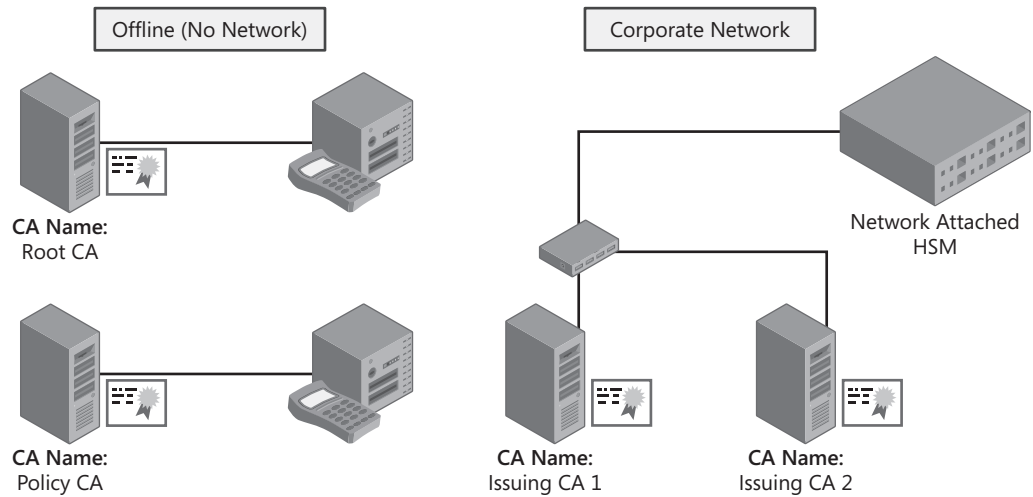 Offline (No Network)
Corporate Network
CA Name:
Root CA
Network Attached
HSM
CA Name:
Policy CA
CA Name:
Issuing CA 1
CA Name:
Issuing CA 2